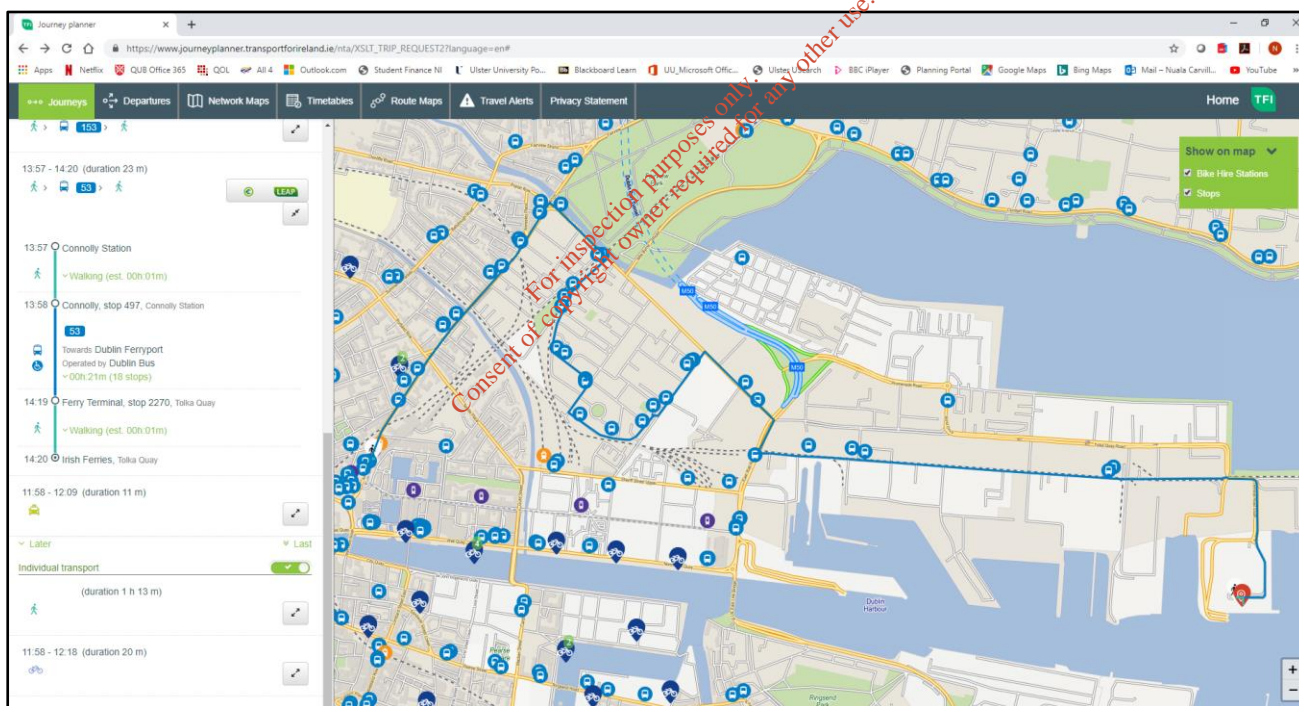 Journey planner
https://www.journeyplanner.transportforireland.ie/nta/XSLT_TRIP_REQUEST2?language=en#
Apps Netflix QUB Office 365 QOL All 4 Outlook.com Student Finance NI Ulster University Po... Blackboard Learn UU_Microsoft Offic... Ulster Usearch BBC iPlayer Planning Portal Google Maps Bing Maps Mail – Nuala Carvill... YouTube »
Journeys Departures Network Maps Timetables Route Maps Travel Alerts Privacy Statement Home TFI
153
13:57 - 14:20 (duration 23 m)
53 LEAP
13:57 Connolly Station
Walking (est. 00h:01m)
13:58 Connolly, stop 497, Connolly Station
53
Towards Dublin Ferryport
Operated by Dublin Bus
00h:21m (18 stops)
14:19 Ferry Terminal, stop 2270, Tolka Quay
Walking (est. 00h:01m)
14:20 Irish Ferries, Tolka Quay
11:58 - 12:09 (duration 11 m)
Later Last
Individual transport
(duration 1 h 13 m)
11:58 - 12:18 (duration 20 m)
Show on map
Bike Hire Stations
Stops
M50
M50
M50
Dublin
Harbour
+
−
For inspection purposes only.
Consent of copyright owner required for any other use.